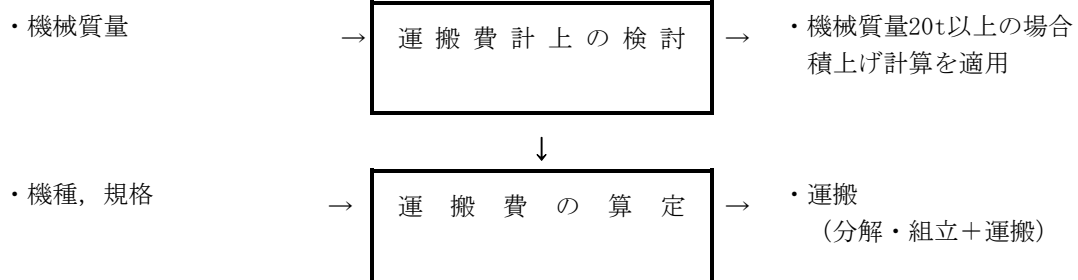 ・機械質量
→
運搬費計上の検討
→
・機械質量20t以上の場合
積上げ計算を適用
↓
・機種，規格
→
運搬費の算定
→
・運搬
（分解・組立＋運搬）